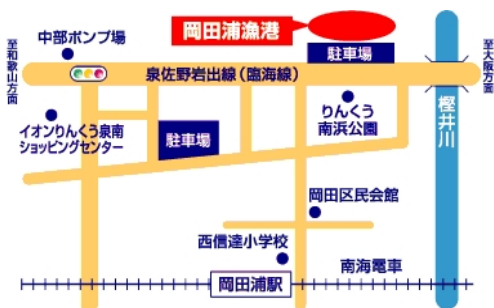 岡田浦漁港
中部ポンプ場
駐車場
至和歌山方面
泉佐野岩出線(臨海線)
至大阪方面
樫井川
イオンりんくう泉南
ショッピングセンター
駐車場
りんくう
南浜公園
岡田区民会館
西信達小学校
南海電車
岡田浦駅